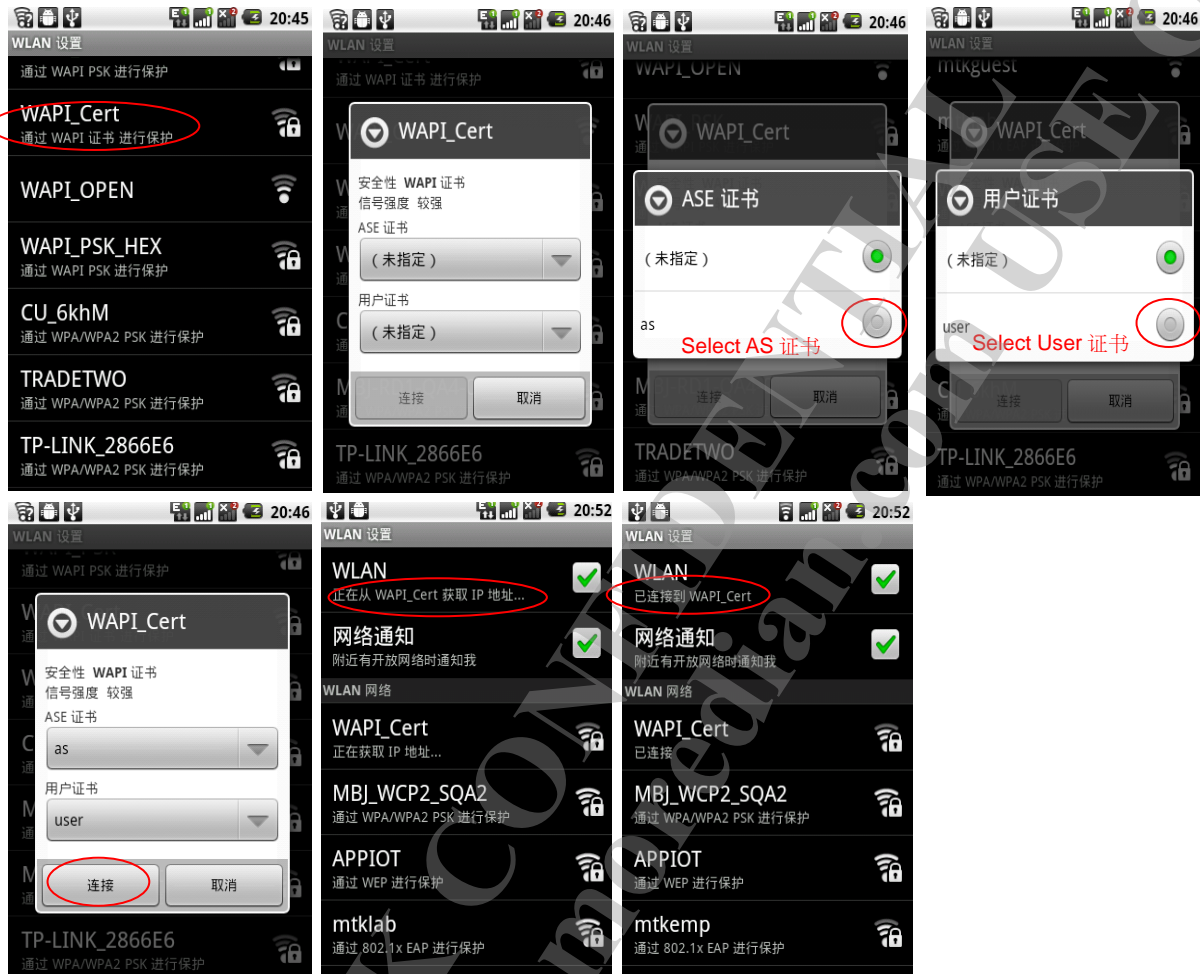 20:45
WLAN 设置
通过 WAPI PSK 进行保护
WAPI_Cert
通过 WAPI 证书 进行保护
WAPI_OPEN
WAPI_PSK_HEX
通过 WAPI PSK 进行保护
CU_6khM
通过 WPA/WPA2 PSK 进行保护
TRADETWO
通过 WPA/WPA2 PSK 进行保护
TP-LINK_2866E6
通过 WPA/WPA2 PSK 进行保护
20:46
WLAN 设置
通过 WAPI 证书 进行保护
WAPI_Cert
安全性 WAPI 证书
信号强度 较强
ASE 证书
（未指定）
用户证书
（未指定）
连接
取消
TP-LINK_2866E6
通过 WPA/WPA2 PSK 进行保护
20:46
WLAN 设置
WAPI_OPEN
WAPI_Cert
ASE 证书
（未指定）
as
Select AS 证书
连接
取消
TRADETWO
通过 WPA/WPA2 PSK 进行保护
20:46
WLAN 设置
mtkguest
WAPI_Cert
用户证书
（未指定）
user
Select User 证书
连接
取消
TP-LINK_2866E6
通过 WPA/WPA2 PSK 进行保护
20:46
WLAN 设置
通过 WAPI PSK 进行保护
WAPI_Cert
安全性 WAPI 证书
信号强度 较强
ASE 证书
as
用户证书
user
连接
取消
TP-LINK_2866E6
通过 WPA/WPA2 PSK 进行保护
20:52
WLAN 设置
WLAN
正在从 WAPI_Cert 获取 IP 地址...
网络通知
附近有开放网络时通知我
WLAN 网络
WAPI_Cert
正在获取 IP 地址...
MBJ_WCP2_SQA2
通过 WPA/WPA2 PSK 进行保护
APPIOT
通过 WEP 进行保护
mtklab
通过 802.1x EAP 进行保护
20:52
WLAN 设置
WLAN
已连接到 WAPI_Cert
网络通知
附近有开放网络时通知我
WLAN 网络
WAPI_Cert
已连接
MBJ_WCP2_SQA2
通过 WPA/WPA2 PSK 进行保护
APPIOT
通过 WEP 进行保护
mtkemp
通过 802.1x EAP 进行保护
K CONFIDENTIAL
moredian.com USE